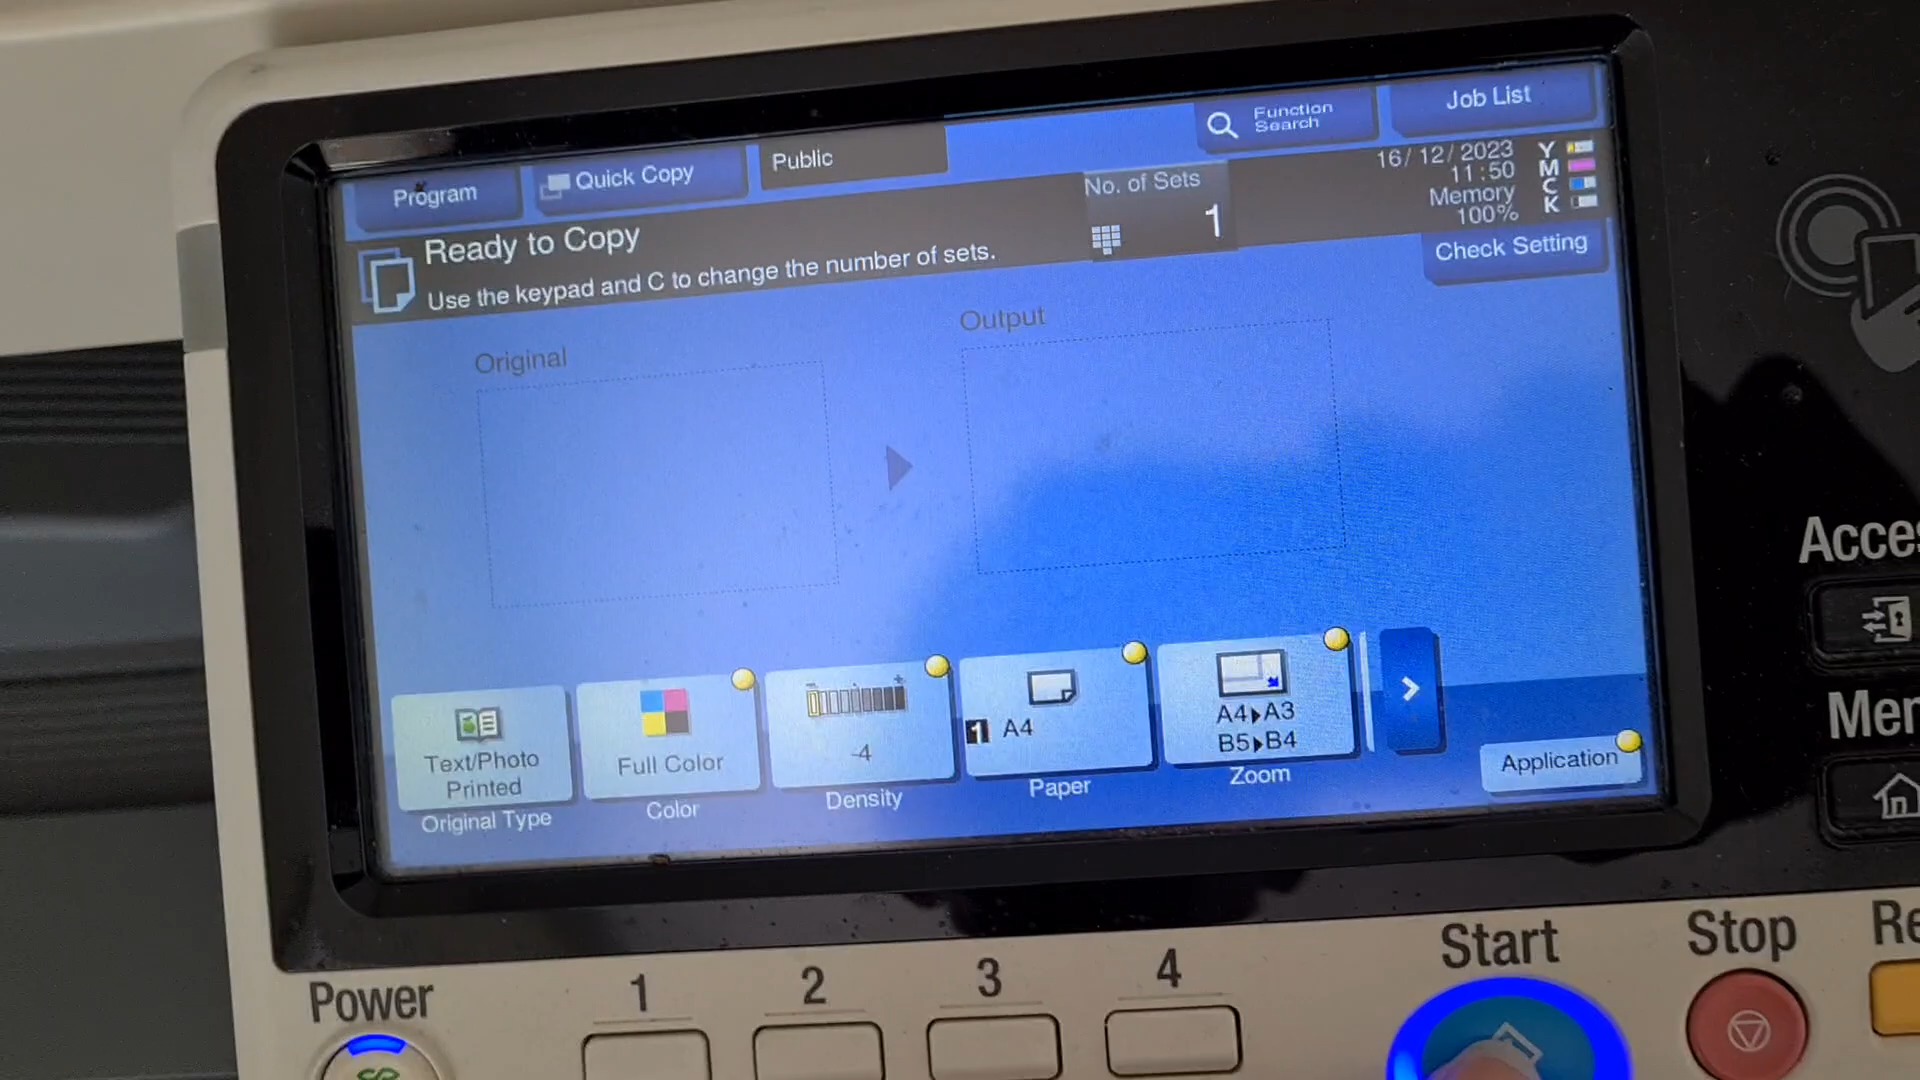 Function
Search
Job List
Program
Quick Copy
Public
No. of Sets
1
16/12/2023
11:50
Memory
100%
Y
M
C
K
Ready to Copy
Use the keypad and C to change the number of sets.
Check Setting
Original
Output
Text/Photo
Printed
Original Type
Full Color
Color
- +
-4
Density
1 A4
Paper
A4▶A3
B5▶B4
Zoom
Application
Acces
Men
Power
1
2
3
4
Start
Stop
Re